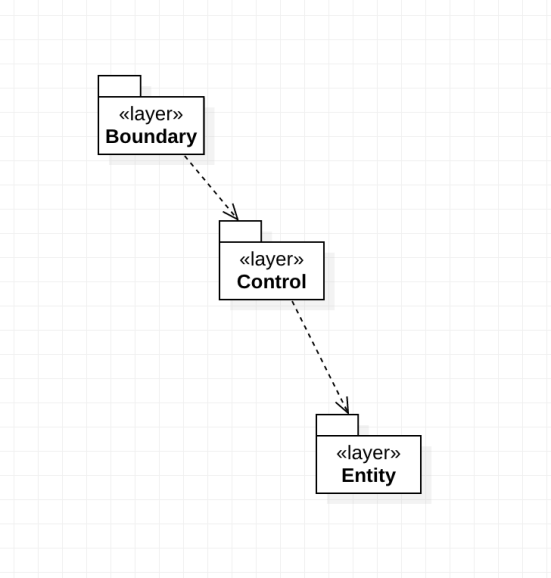 «layer»
Boundary
«layer»
Control
«layer»
Entity